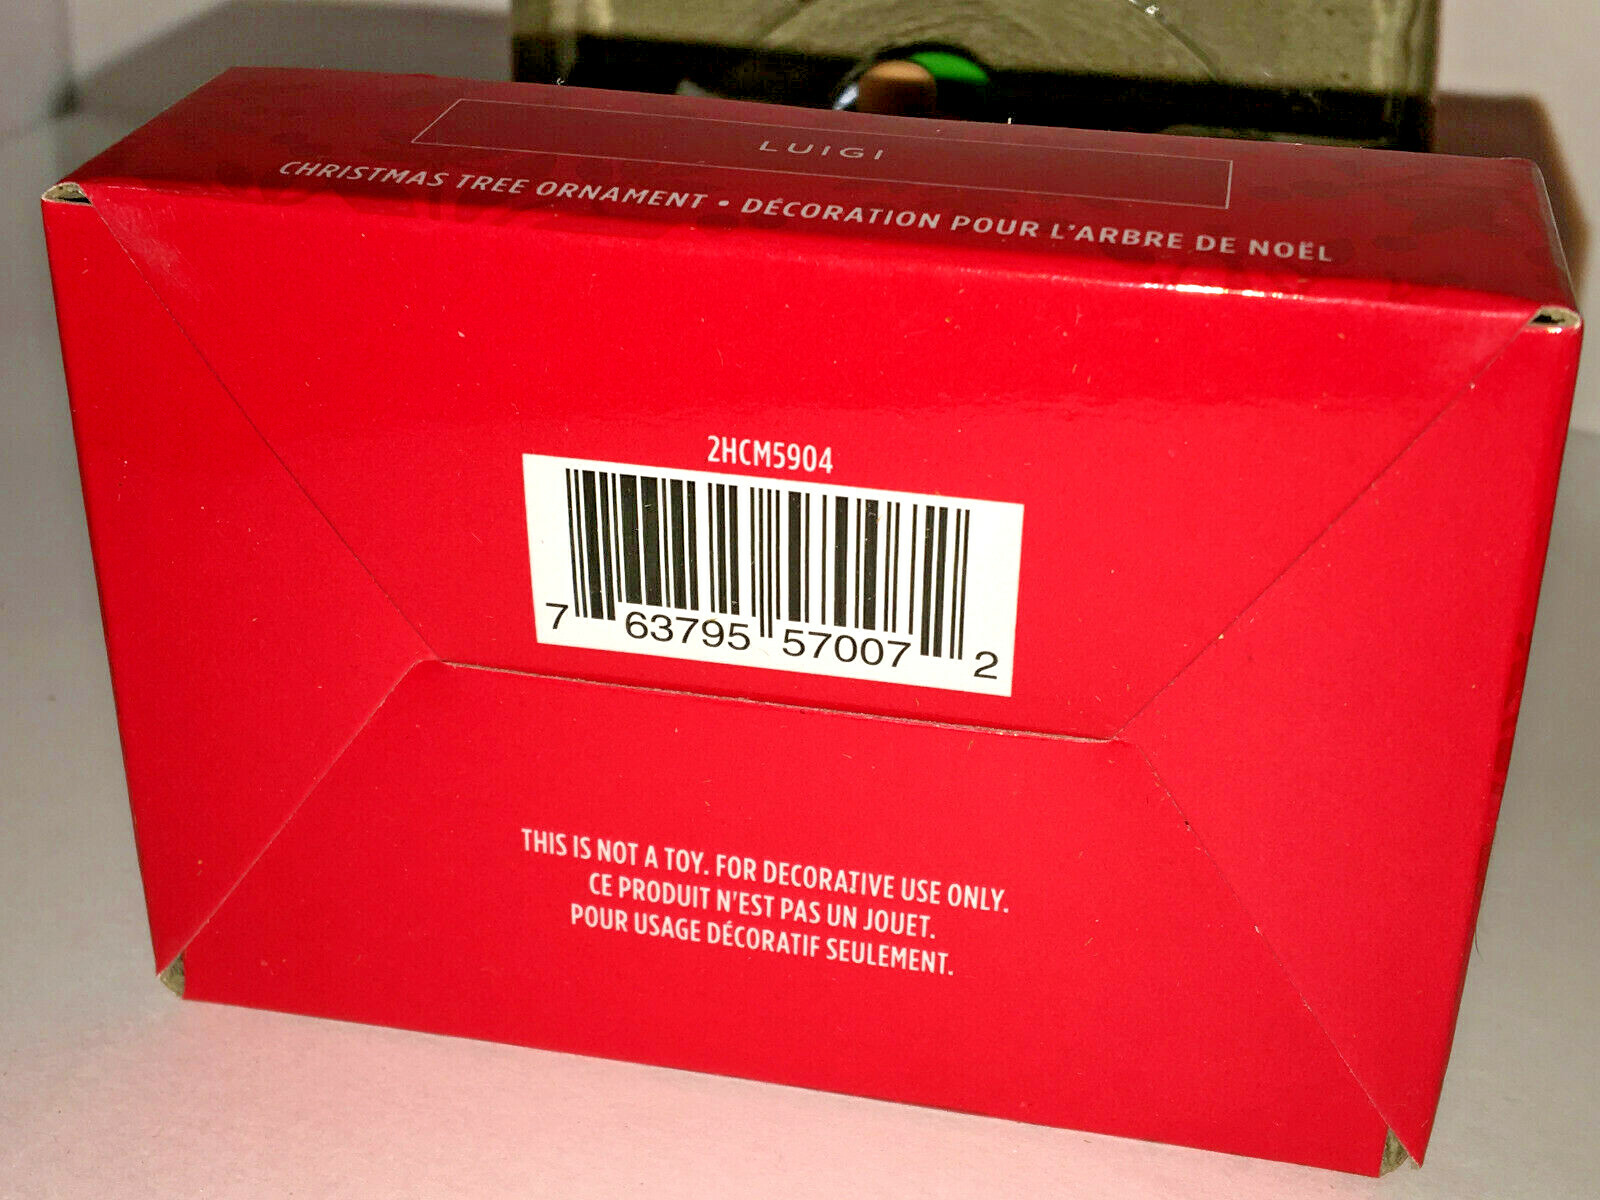 LUIGI
CHRISTMAS TREE ORNAMENT • DÉCORATION POUR L'ARBRE DE NOËL
2HCM5904
7 63795 57007 2
THIS IS NOT A TOY. FOR DECORATIVE USE ONLY.
CE PRODUIT N'EST PAS UN JOUET.
POUR USAGE DÉCORATIF SEULEMENT.